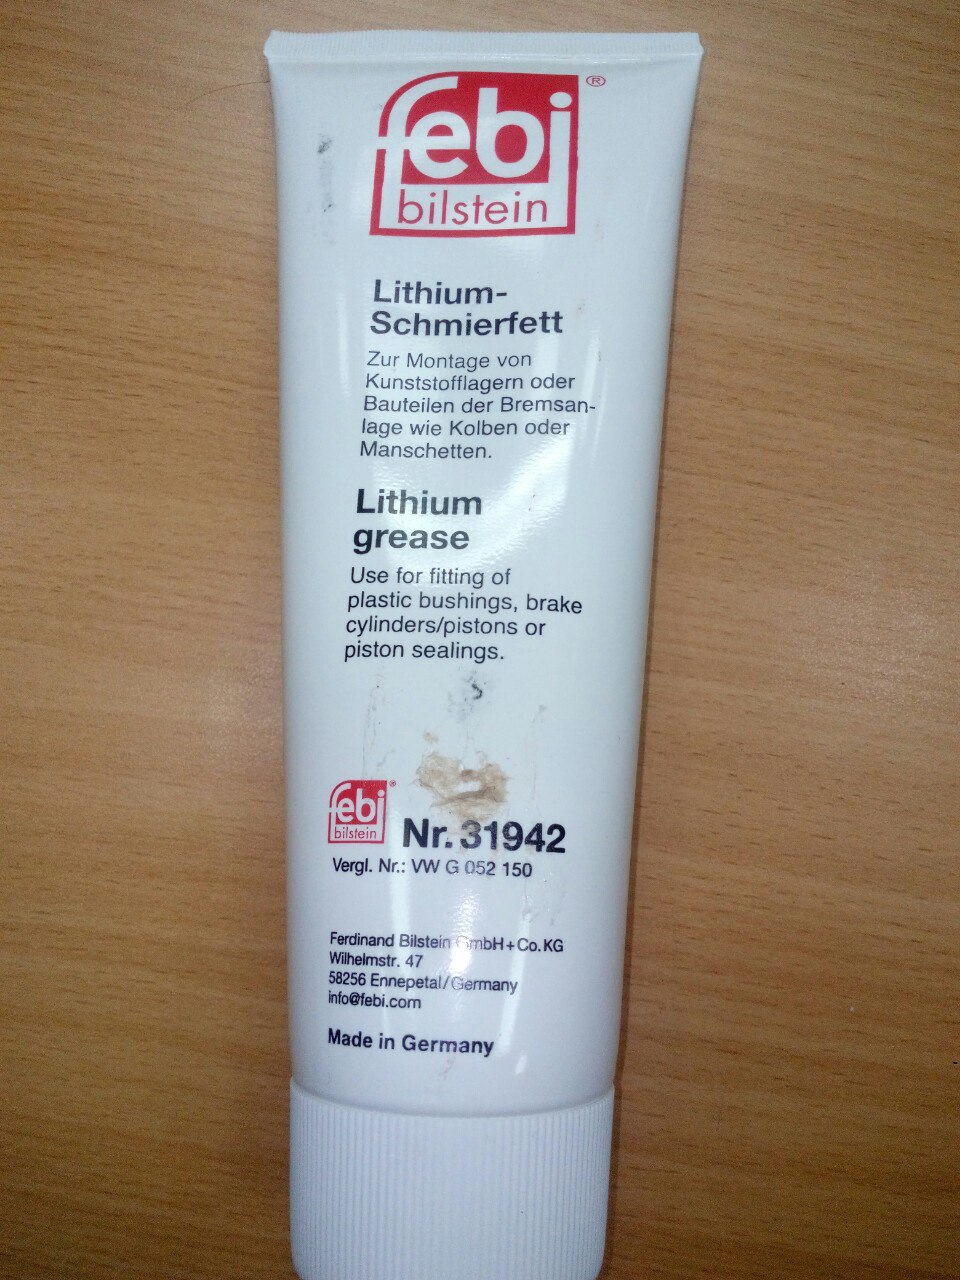 febi®
bilstein
Lithium-
Schmierfett
Zur Montage von
Kunststofflagern oder
Bauteilen der Bremsan-
lage wie Kolben oder
Manschetten.
Lithium
grease
Use for fitting of
plastic bushings, brake
cylinders/pistons or
piston sealings.
febi®
bilstein
Nr. 31942
Vergl. Nr.: VW G 052 150
Ferdinand Bilstein GmbH + Co. KG
Wilhelmstr. 47
58256 Ennepetal/Germany
info@febi.com
Made in Germany